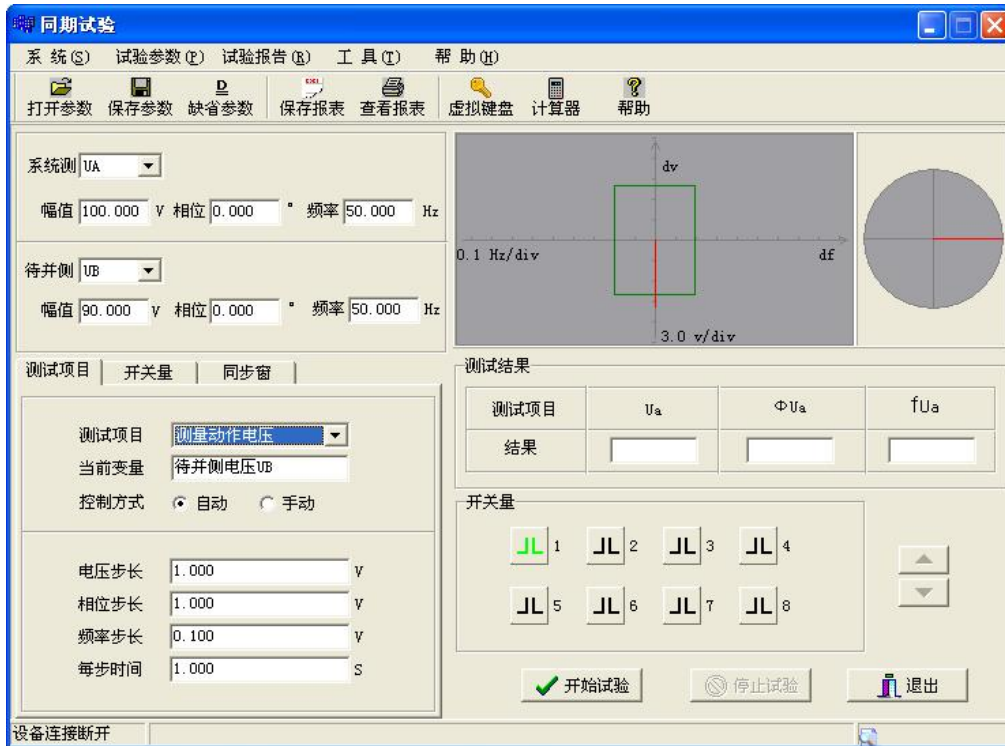 同期试验
系 统(S) 试验参数(P) 试验报告(R) 工 具(T) 帮 助(H)
打开参数 保存参数 缺省参数 保存报表 查看报表 虚拟键盘 计算器 帮助
系统测 UA
幅值 100.000 V 相位 0.000 ° 频率 50.000 Hz
待并侧 UB
幅值 90.000 V 相位 0.000 ° 频率 50.000 Hz
dv
0.1 Hz/div
df
3.0 v/div
测试项目 开关量 同步窗
测试项目 测量动作电压
当前变量 待并侧电压UB
控制方式 自动 手动
电压步长 1.000 V
相位步长 1.000 V
频率步长 0.100 V
每步时间 1.000 S
测试结果
测试项目 Ua ΦUa fUa
结果
开关量
1 2 3 4
5 6 7 8
开始试验 停止试验 退出
设备连接断开